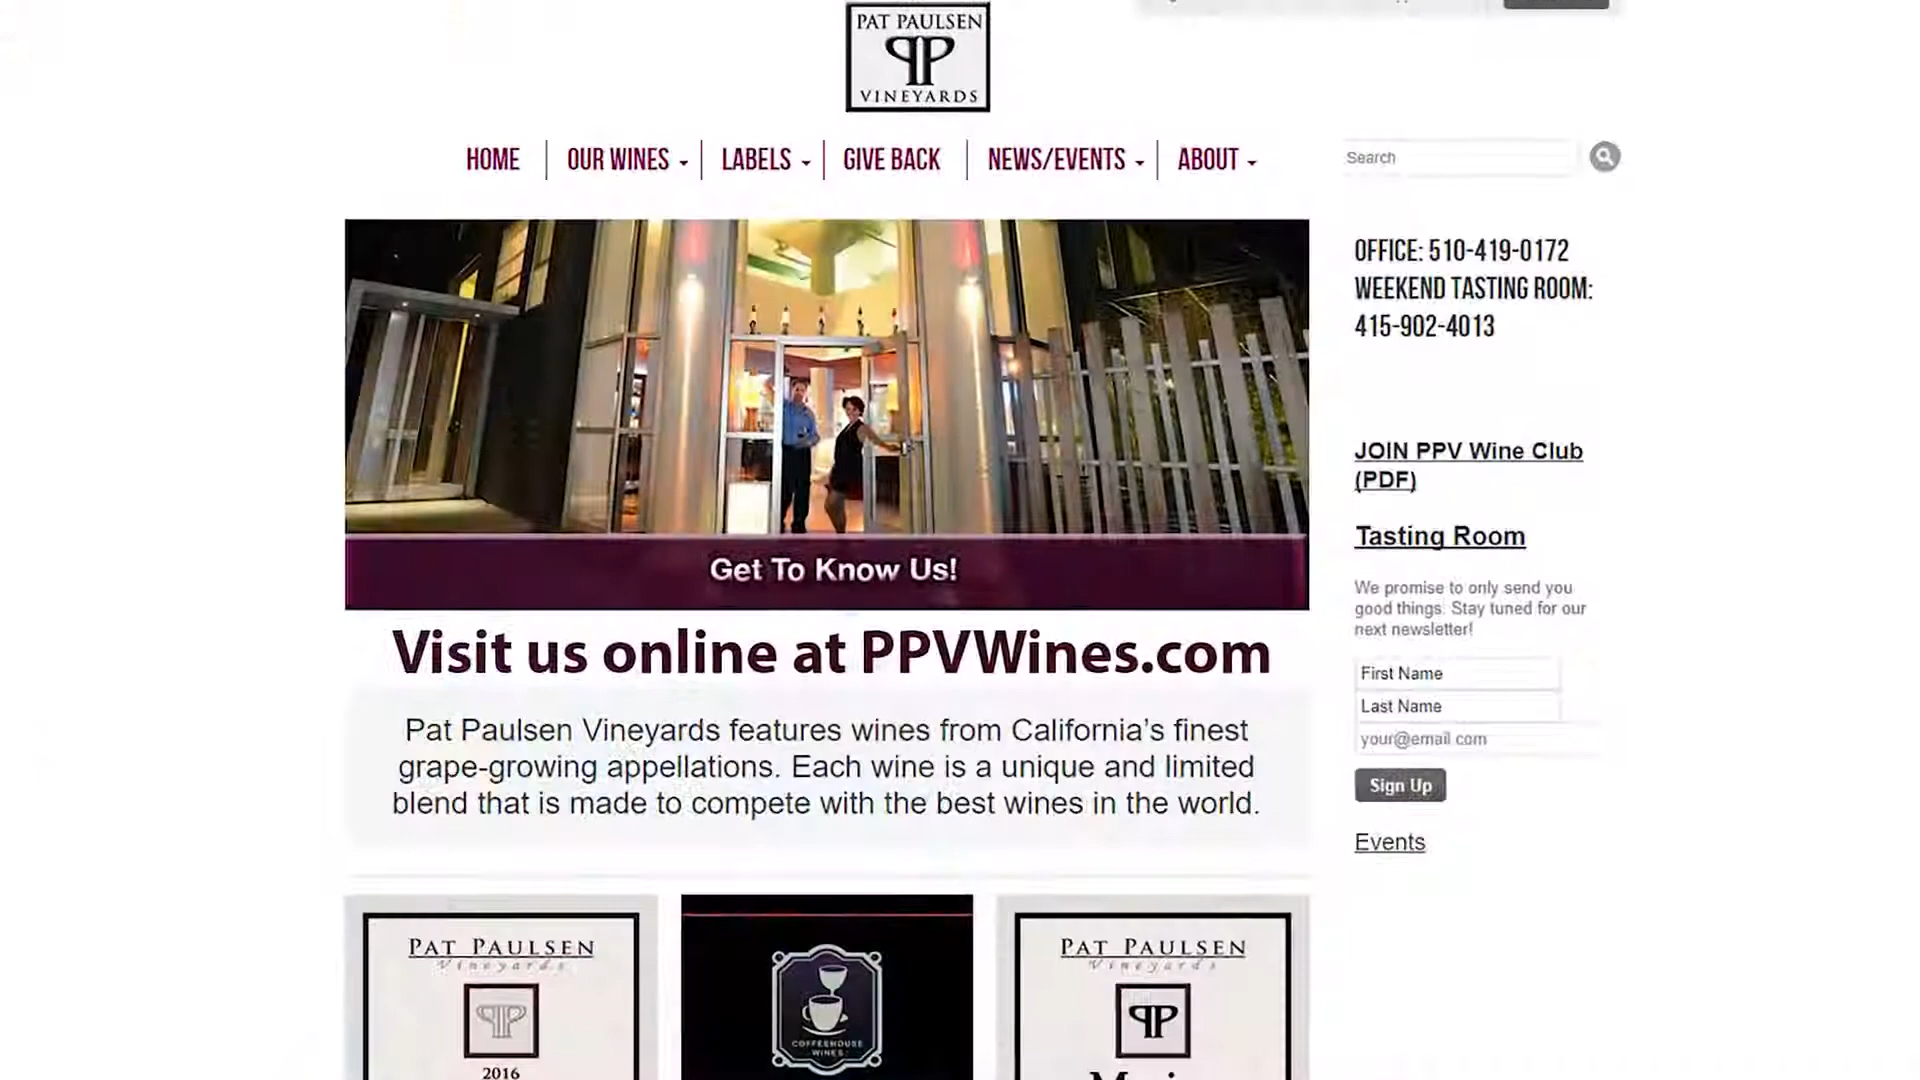 PAT PAULSEN
PP
VINEYARDS
HOME
OUR WINES
LABELS
GIVE BACK
NEWS/EVENTS
ABOUT
Search
Get To Know Us!
OFFICE: 510-419-0172
WEEKEND TASTING ROOM:
415-902-4013
JOIN PPV Wine Club
(PDF)
Tasting Room
We promise to only send you
good things. Stay tuned for our
next newsletter!
First Name
Last Name
your@email.com
Sign Up
Events
Visit us online at PPVWines.com
Pat Paulsen Vineyards features wines from California's finest
grape-growing appellations. Each wine is a unique and limited
blend that is made to compete with the best wines in the world.
PAT PAULSEN
Vineyards
PP
2016
COFFEEHOUSE
WINES
PAT PAULSEN
Vineyards
PP